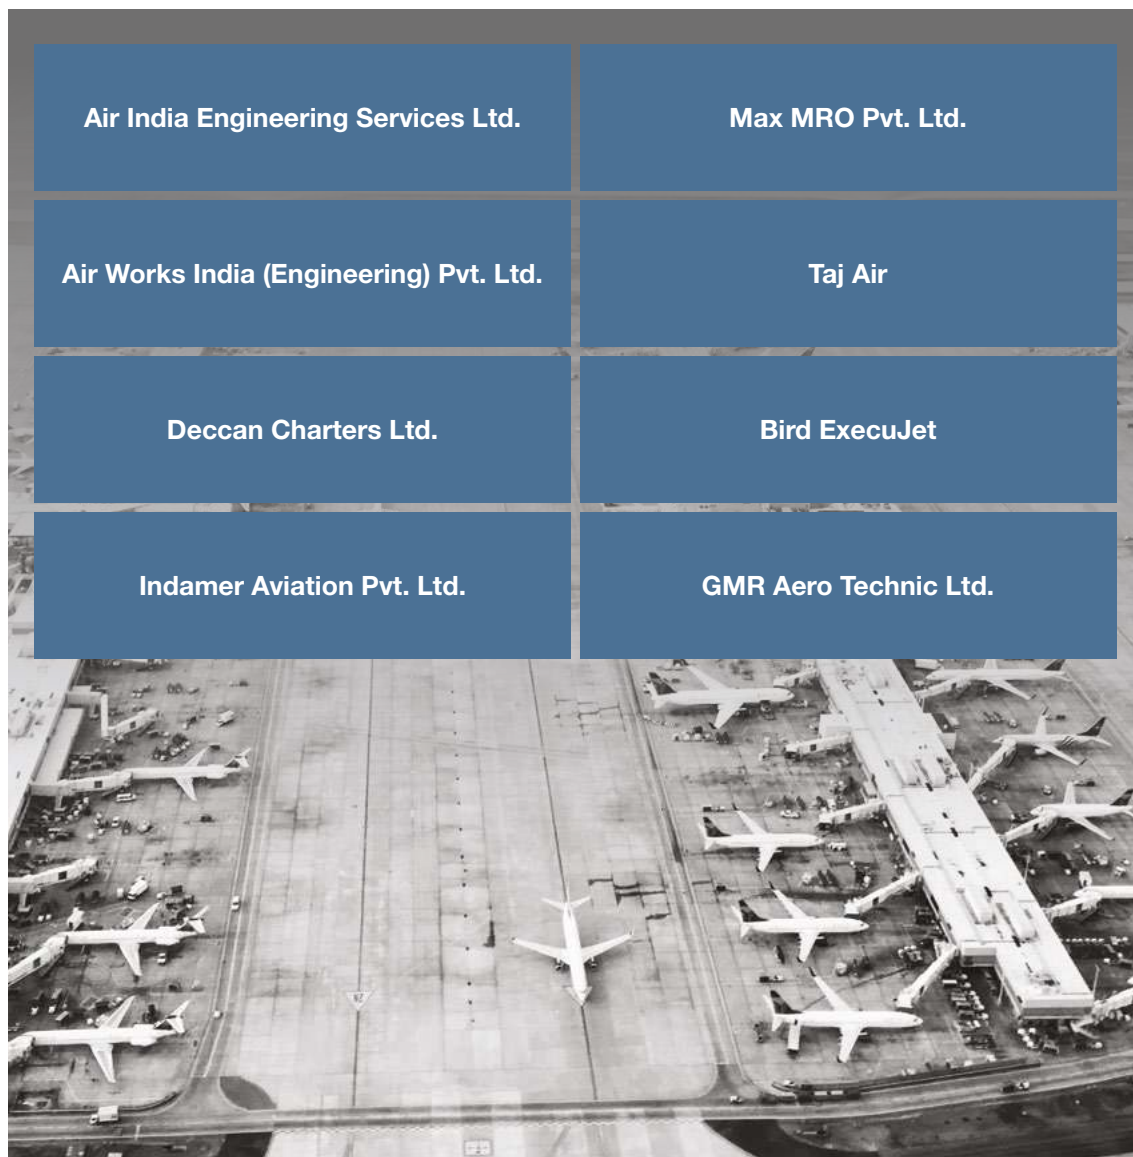 Air India Engineering Services Ltd.
Max MRO Pvt. Ltd.
Air Works India (Engineering) Pvt. Ltd.
Taj Air
Deccan Charters Ltd.
Bird ExecuJet
Indamer Aviation Pvt. Ltd.
GMR Aero Technic Ltd.